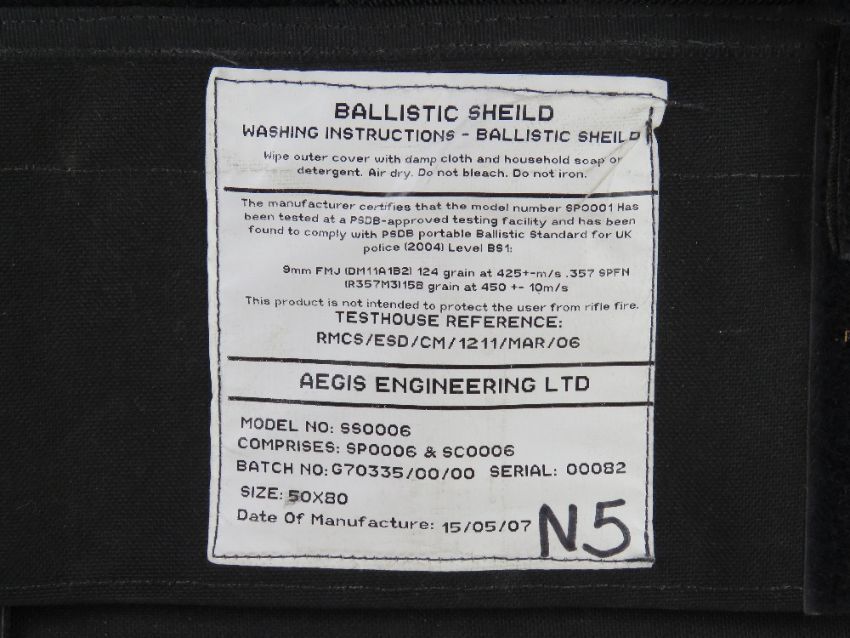 BALLISTIC SHEILD
WASHING INSTRUCTIONS - BALLISTIC SHEILD
Wipe outer cover with damp cloth and household soap or
detergent. Air dry. Do not bleach. Do not iron.
The manufacturer certifies that the model number SP0001 Has
been tested at a PSDB-approved testing facility and has been
found to comply with PSDB portable Ballistic Standard for UK
police (2004) Level BS1:
9mm FMJ (DM11A1B2) 124 grain at 425+-m/s .357 SPFN
(R357M3)158 grain at 450 +- 10m/s
This product is not intended to protect the user from rifle fire.
TESTHOUSE REFERENCE:
RMCS/ESD/CM/1211/MAR/06
AEGIS ENGINEERING LTD
MODEL NO: SS0006
COMPRISES: SP0006 & SC0006
BATCH NO: G70335/00/00 SERIAL: 00082
SIZE: 50X80
Date Of Manufacture: 15/05/07
N5